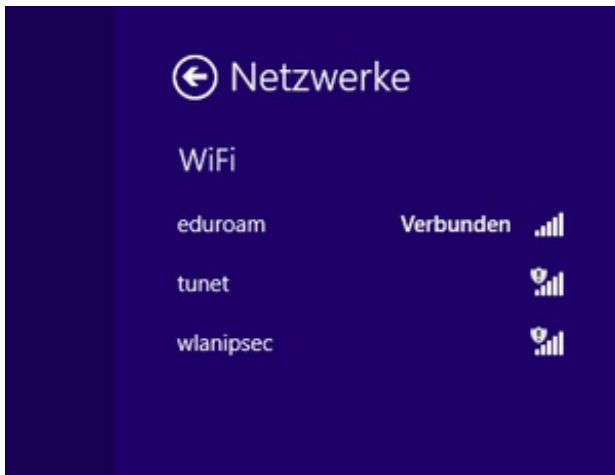 Netzwerke
WiFi
eduroam Verbunden
tunet
wlanipsec